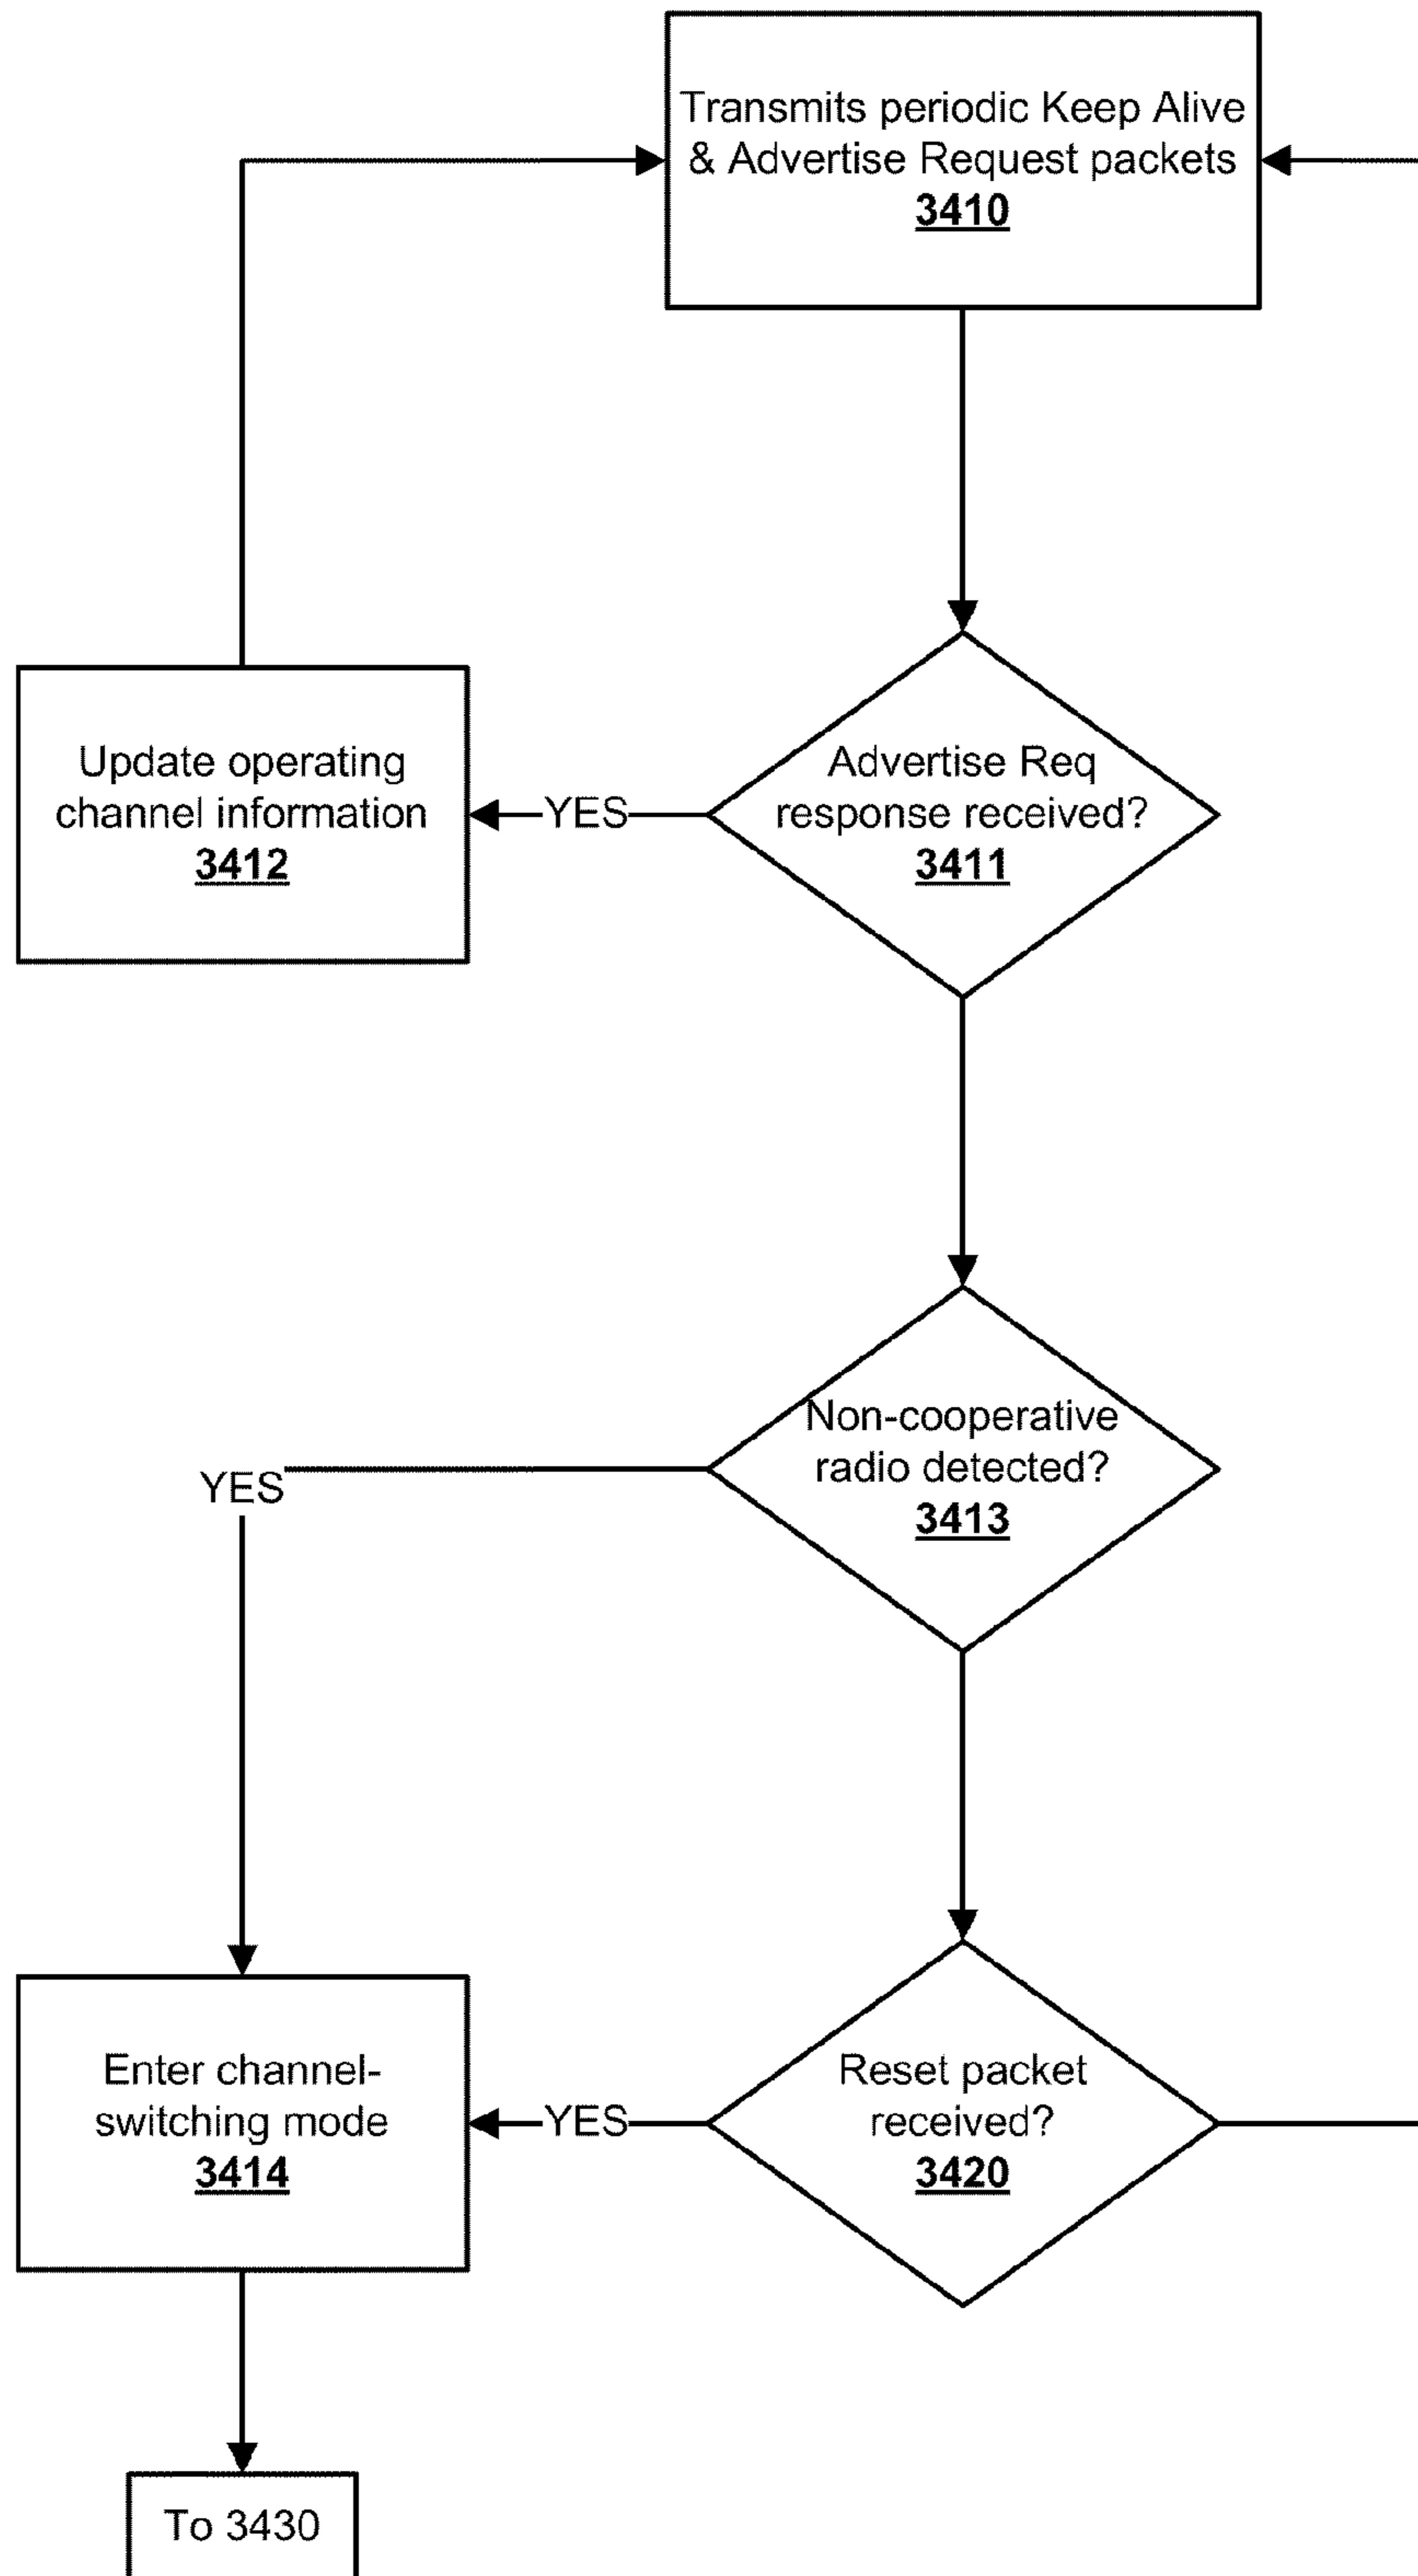 Transmits periodic Keep Alive
& Advertise Request packets
3410
Update operating
channel information
3412
YES
Advertise Req
response received?
3411
Non-cooperative
radio detected?
3413
YES
Enter channel-
switching mode
3414
YES
Reset packet
received?
3420
To 3430